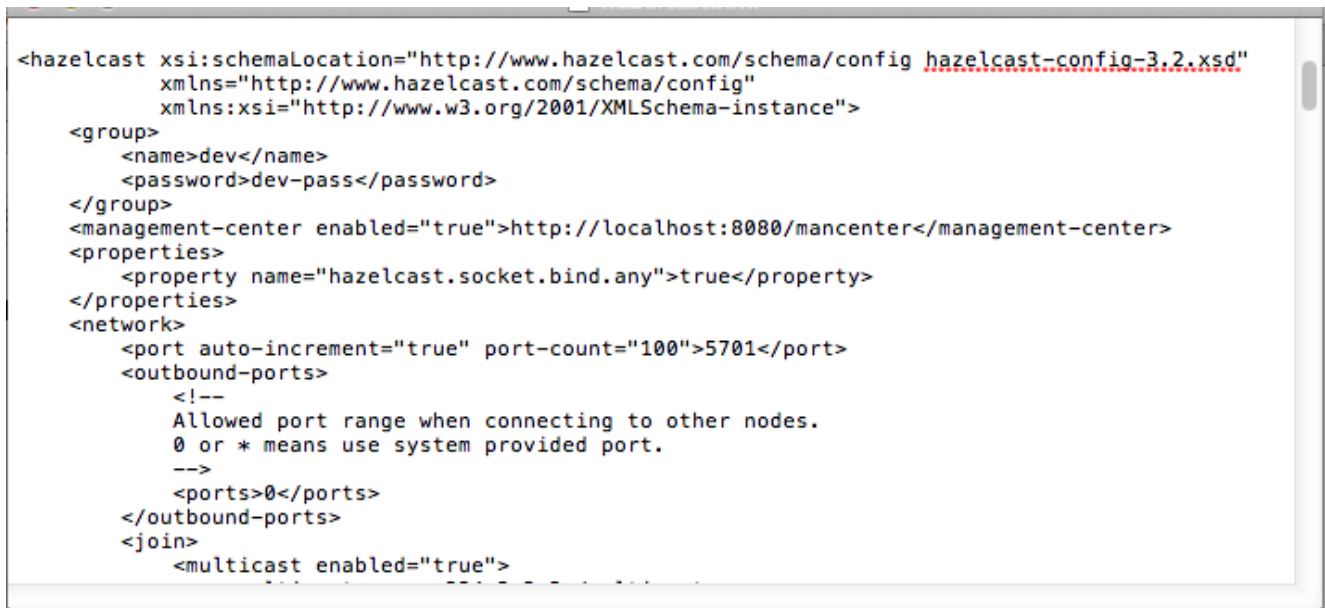 <hazelcast xsi:schemaLocation="http://www.hazelcast.com/schema/config hazelcast-config-3.2.xsd"
xmlns="http://www.hazelcast.com/schema/config"
xmlns:xsi="http://www.w3.org/2001/XMLSchema-instance">
<group>
<name>dev</name>
<password>dev-pass</password>
</group>
<management-center enabled="true">http://localhost:8080/mancenter</management-center>
<properties>
<property name="hazelcast.socket.bind.any">true</property>
</properties>
<network>
<port auto-increment="true" port-count="100">5701</port>
<outbound-ports>
<!--
Allowed port range when connecting to other nodes.
0 or * means use system provided port.
-->
<ports>0</ports>
</outbound-ports>
<join>
<multicast enabled="true">